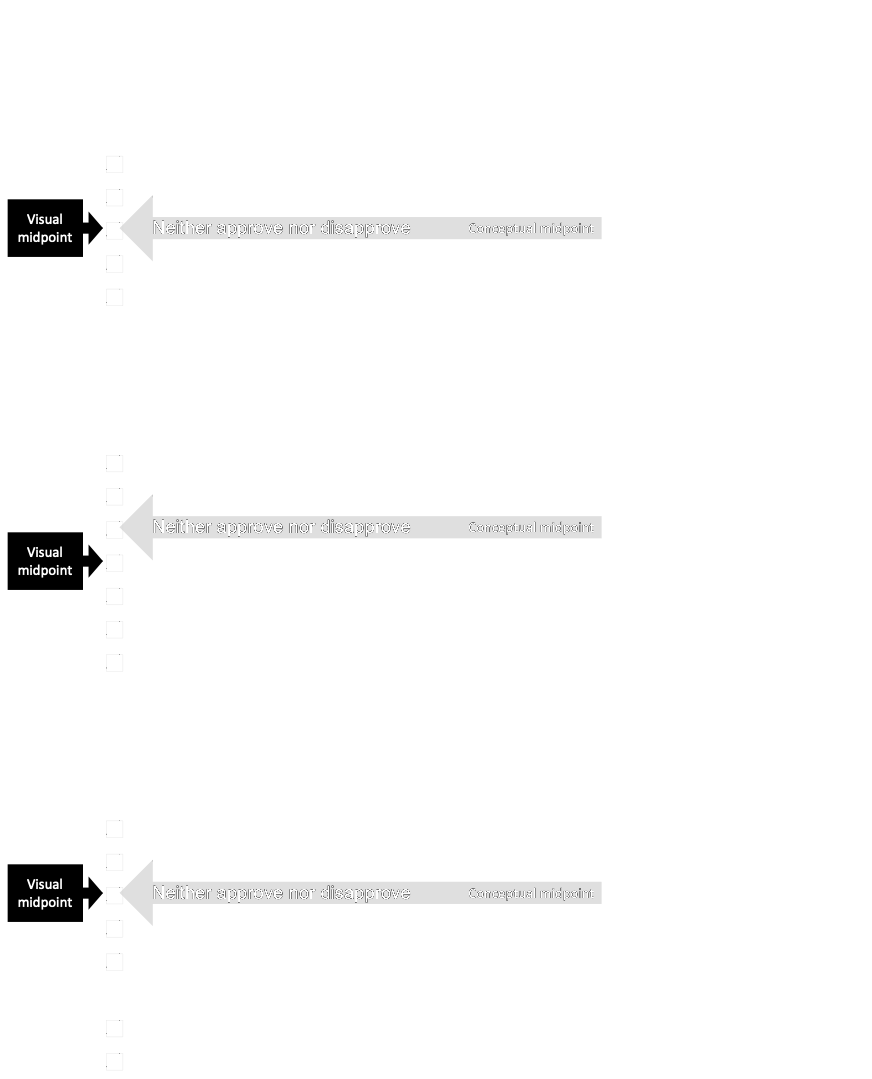 Visual
midpoint
Neither approve nor disapprove Conceptual midpoint
Visual
midpoint
Neither approve nor disapprove Conceptual midpoint
Visual
midpoint
Neither approve nor disapprove Conceptual midpoint